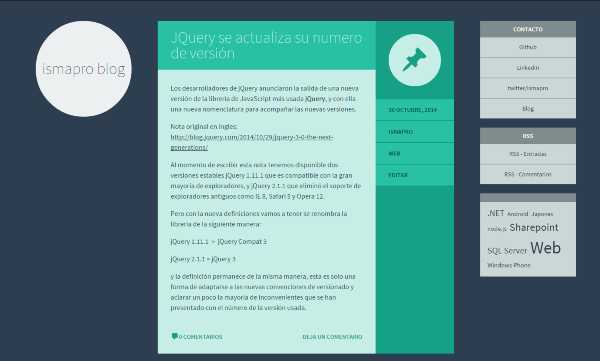 ismapro blog
JQuery se actualiza su numero
de versión
Los desarrolladores de jQuery anunciaron la salida de una nueva
versión de la librería de JavaScript más usada jQuery, y con ella
una nueva nomenclatura para acompañar las nuevas versiones.
Nota original en ingles:
http://blog.jquery.com/2014/10/29/jquery-3-0-the-next-
generations/
Al momento de escribir esta nota tenemos disponible dos
versiones estables jQuery 1.11.1 que es compatible con la gran
mayoría de exploradores, y jQuery 2.1.1 que eliminó el soporte de
exploradores antiguos como IE 8, Safari 5 y Opera 12.
Pero con la nueva definiciones vamos a tener se renombra la
librería de la siguiente manera:
jQuery 1.11.1 > jQuery Compat 3
jQuery 2.1.1 = jQuery 3
y la definición permanece de la misma manera, esta es solo una
forma de adaptarse a las nuevas convenciones de versionado y
aclarar un poco la mayoría de inconvenientes que se han
presentado con el número de la versión usada.
0 COMENTARIOS
DEJA UN COMENTARIO
30 OCTUBRE, 2014
ISMAPRO
WEB
EDITAR
CONTACTO
Github
Linkedin
twitter/ismapro
Blog
RSS
RSS - Entradas
RSS - Comentarios
.NET Android Japones
node.js Sharepoint
SQL Server Web
Windows Phone